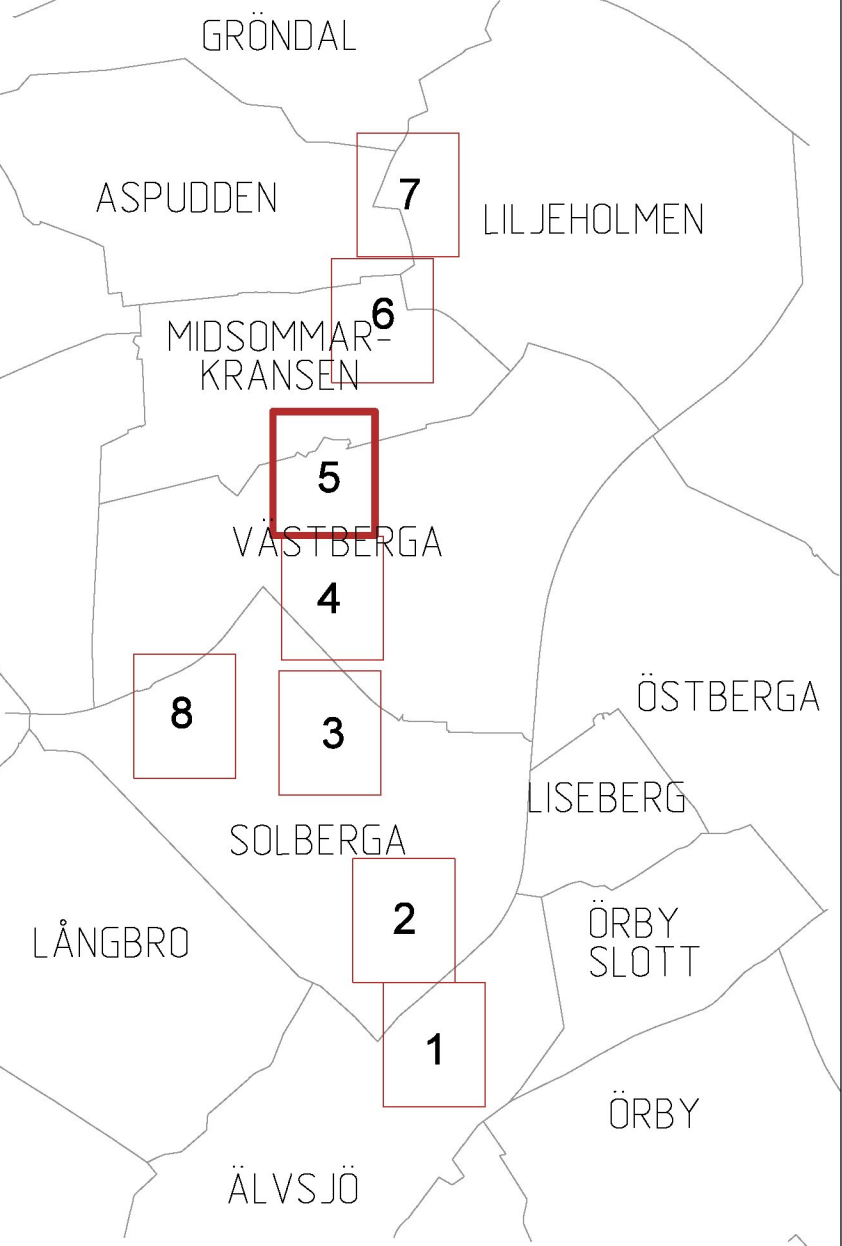 GRÖNDAL
ASPUDDEN
7
LILJEHOLMEN
6
MIDSOMMAR-
KRANSEN
5
VÄSTBERGA
4
ÖSTBERGA
8
3
LISEBERG
SOLBERGA
2
ÖRBY
SLOTT
LÅNGBRO
1
ÖRBY
ÄLVSJÖ